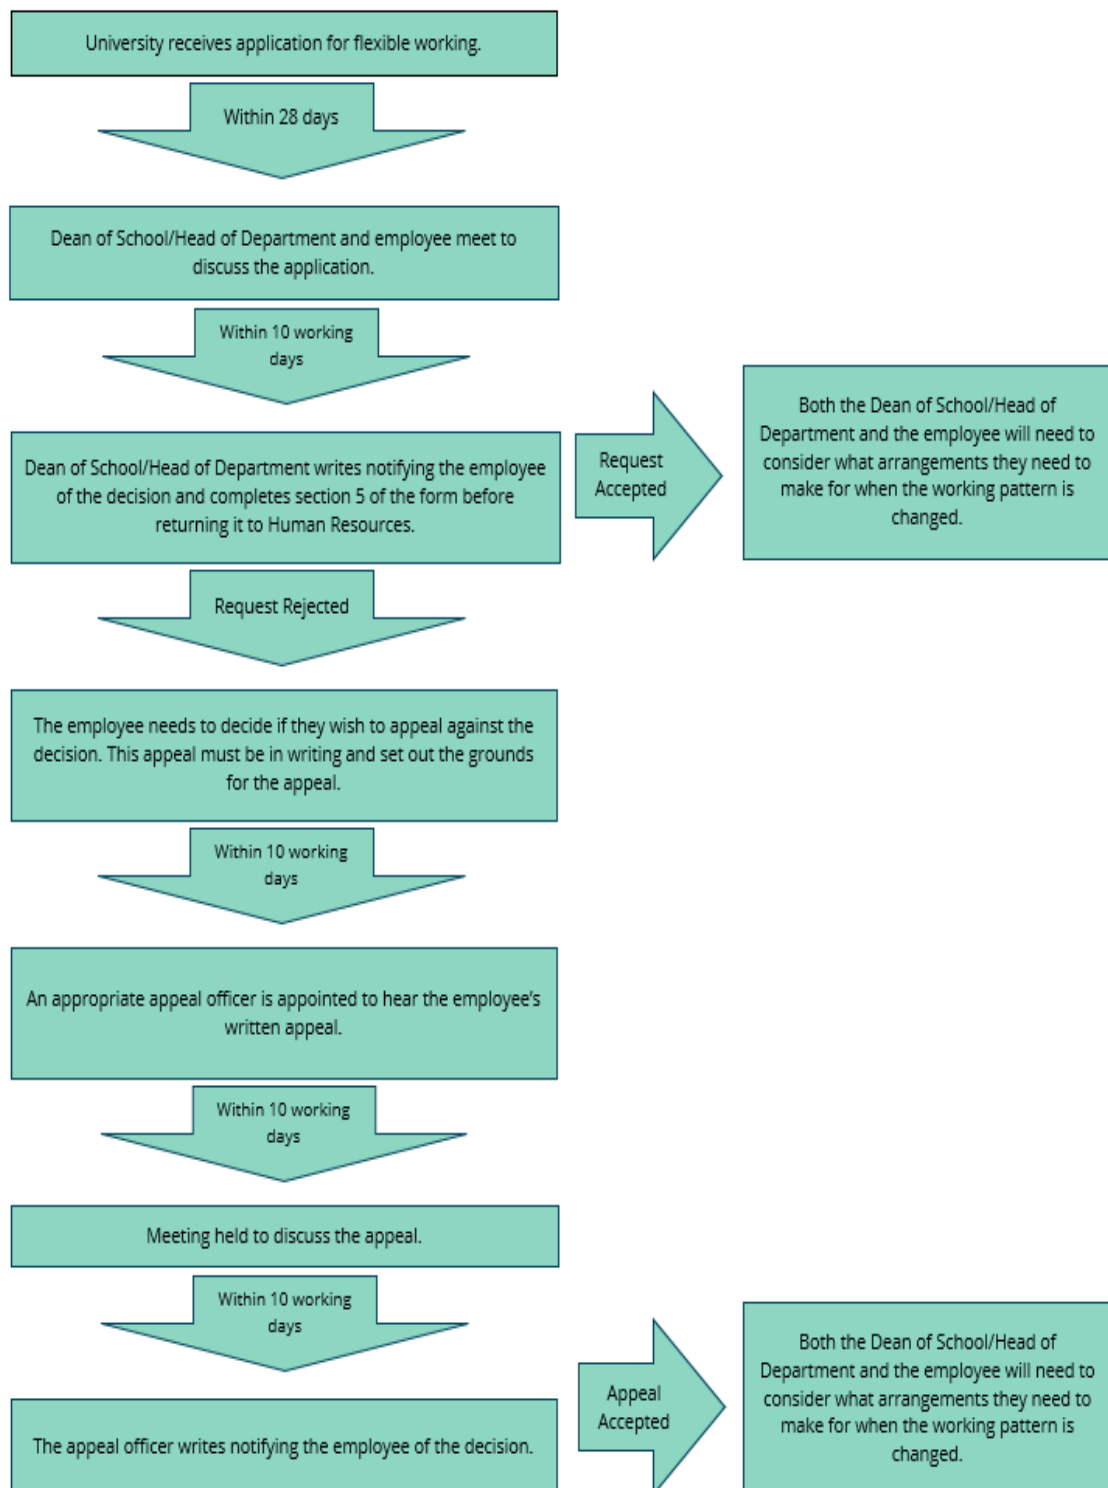 University receives application for flexible working.
Within 28 days
Dean of School/Head of Department and employee meet to
discuss the application.
Within 10 working
days
Dean of School/Head of Department writes notifying the employee
of the decision and completes section 5 of the form before
returning it to Human Resources.
Request
Accepted
Both the Dean of School/Head of
Department and the employee will need to
consider what arrangements they need to
make for when the working pattern is
changed.
Request Rejected
The employee needs to decide if they wish to appeal against the
decision. This appeal must be in writing and set out the grounds
for the appeal.
Within 10 working
days
An appropriate appeal officer is appointed to hear the employee's
written appeal.
Within 10 working
days
Meeting held to discuss the appeal.
Within 10 working
days
The appeal officer writes notifying the employee of the decision.
Appeal
Accepted
Both the Dean of School/Head of
Department and the employee will need to
consider what arrangements they need to
make for when the working pattern is
changed.